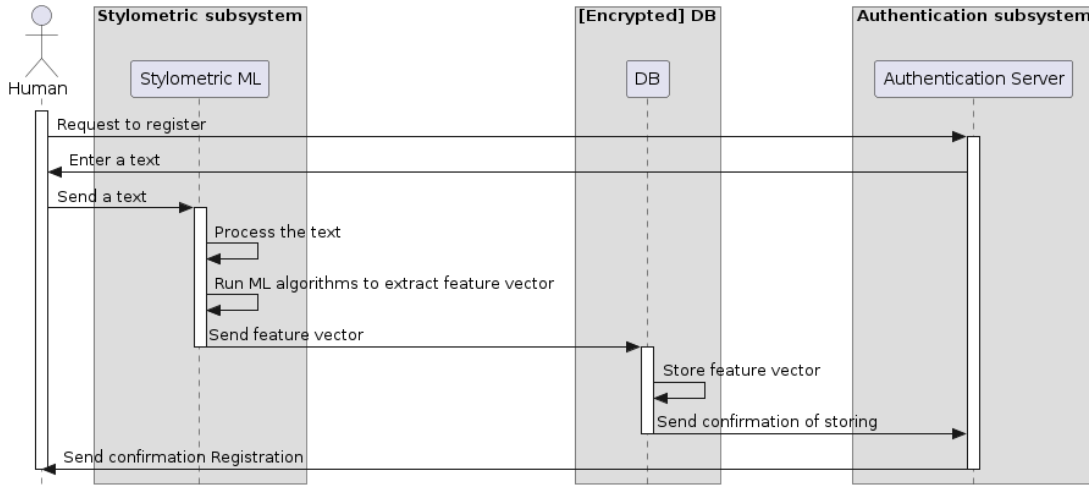 Stylometric subsystem
[Encrypted] DB
Authentication subsystem
Human
Stylometric ML
DB
Authentication Server
Request to register
Enter a text
Send a text
Process the text
Run ML algorithms to extract feature vector
Send feature vector
Store feature vector
Send confirmation of storing
Send confirmation Registration